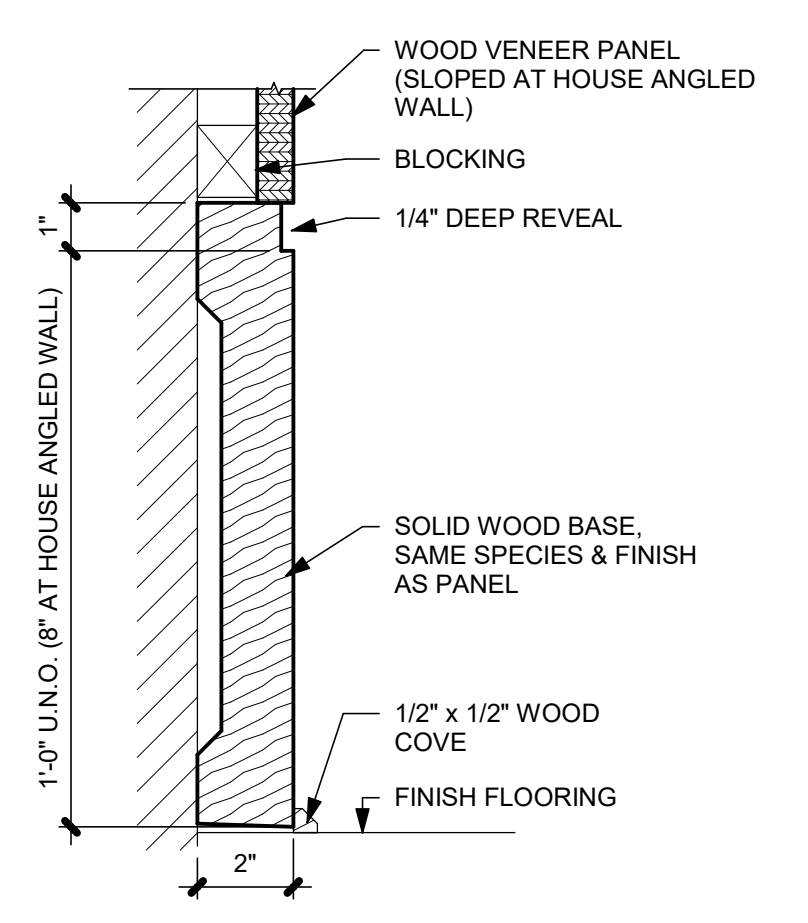 WOOD VENEER PANEL
(SLOPED AT HOUSE ANGLED
WALL)
BLOCKING
1/4" DEEP REVEAL
1"
1'-0" U.N.O. (8" AT HOUSE ANGLED WALL)
SOLID WOOD BASE,
SAME SPECIES & FINISH
AS PANEL
1/2" x 1/2" WOOD
COVE
FINISH FLOORING
2"